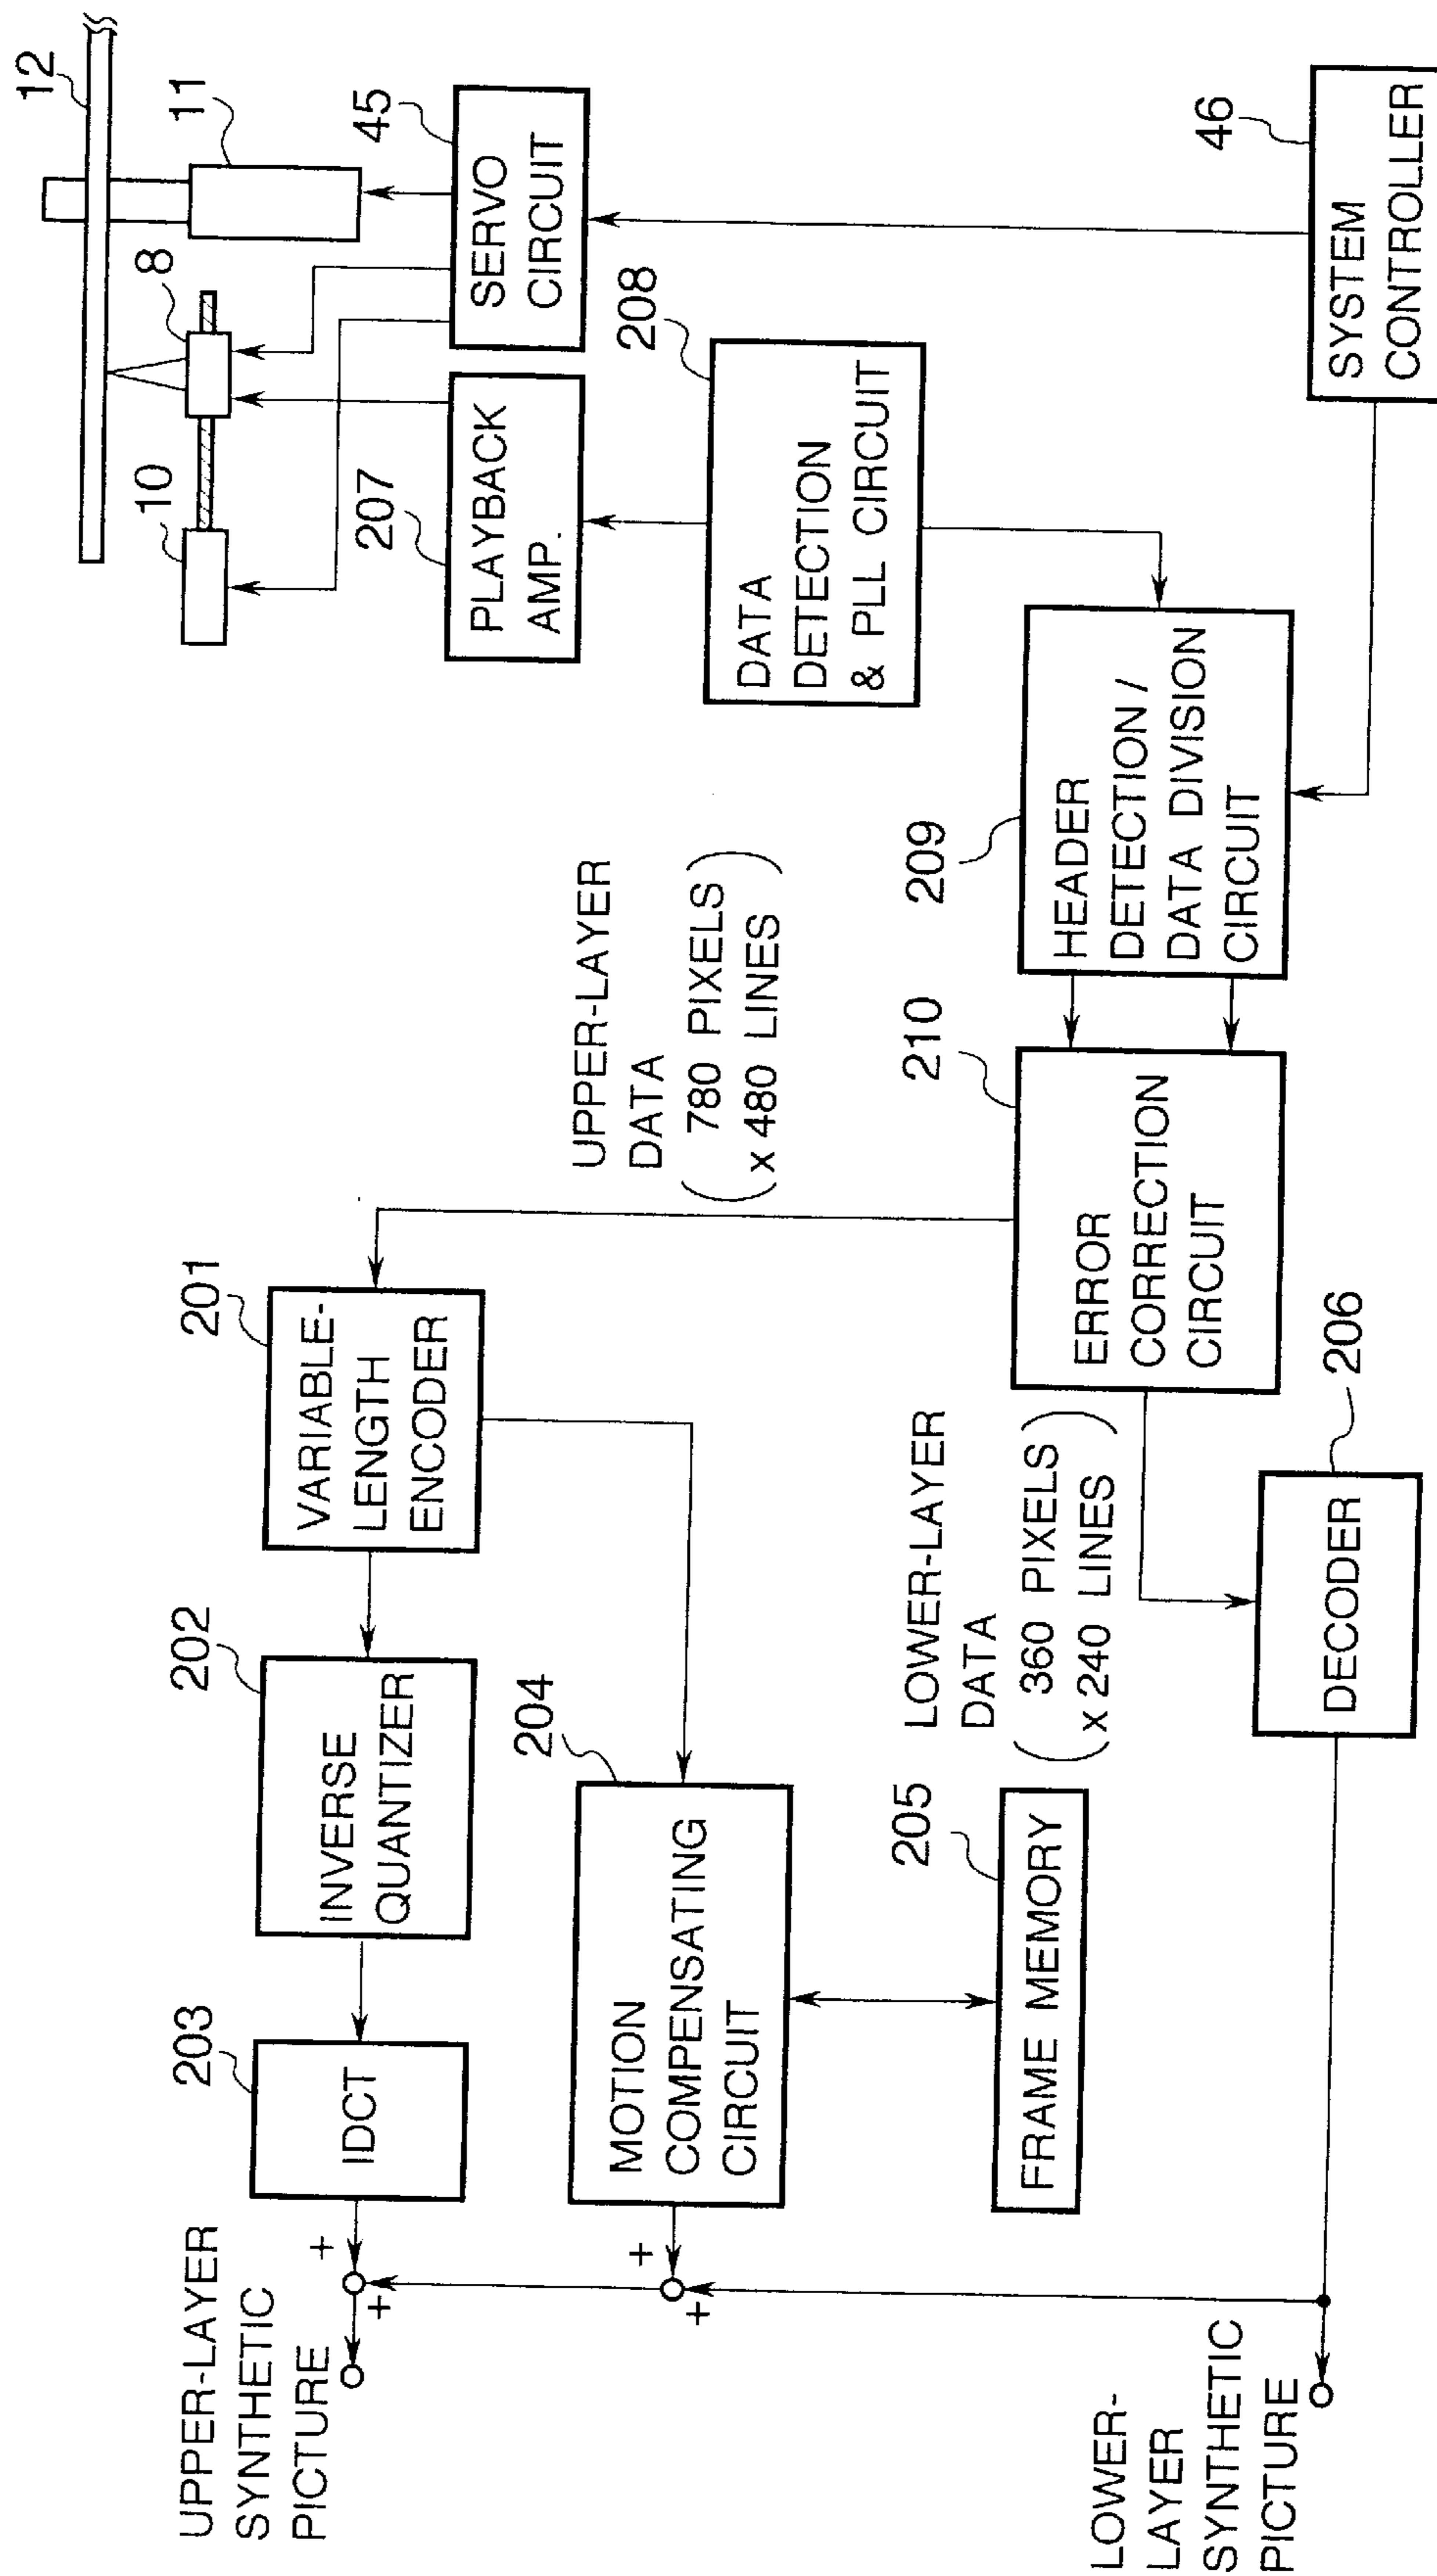 UPPER-LAYER
SYNTHETIC
PICTURE
203
IDCT
+
+
202
INVERSE
QUANTIZER
201
VARIABLE-
LENGTH
ENCODER
10
8
11
12
204
MOTION
COMPENSATING
CIRCUIT
+
+
UPPER-LAYER
DATA
( 780 PIXELS
x 480 LINES )
207
PLAYBACK
AMP.
45
SERVO
CIRCUIT
205
FRAME MEMORY
LOWER-LAYER
DATA
( 360 PIXELS
x 240 LINES )
210
ERROR
CORRECTION
CIRCUIT
209
HEADER
DETECTION /
DATA DIVISION
CIRCUIT
208
DATA
DETECTION
& PLL CIRCUIT
LOWER-
LAYER
SYNTHETIC
PICTURE
206
DECODER
46
SYSTEM
CONTROLLER